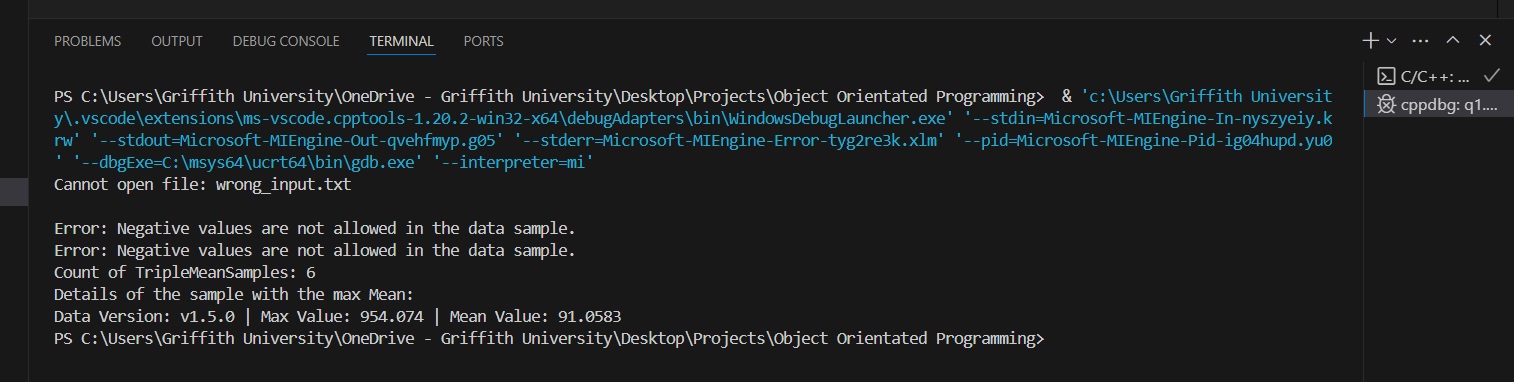 PROBLEMS OUTPUT DEBUG CONSOLE TERMINAL PORTS
C/C++: ...
cppdbg: q1....
PS C:\Users\Griffith University\OneDrive - Griffith University\Desktop\Projects\Object Orientated Programming>  & 'c:\Users\Griffith Universit
y\.vscode\extensions\ms-vscode.cpptools-1.20.2-win32-x64\debugAdapters\bin\WindowsDebugLauncher.exe' '--stdin=Microsoft-MIEngine-In-nyszyeiy.k
rw' '--stdout=Microsoft-MIEngine-Out-qvehfmyp.g05' '--stderr=Microsoft-MIEngine-Error-tyg2re3k.xlm' '--pid=Microsoft-MIEngine-Pid-ig04hupd.yu0
' '--dbgExe=C:\msys64\ucrt64\bin\gdb.exe' '--interpreter=mi'
Cannot open file: wrong_input.txt
Error: Negative values are not allowed in the data sample.
Error: Negative values are not allowed in the data sample.
Count of TripleMeanSamples: 6
Details of the sample with the max Mean:
Data Version: v1.5.0 | Max Value: 954.074 | Mean Value: 91.0583
PS C:\Users\Griffith University\OneDrive - Griffith University\Desktop\Projects\Object Orientated Programming>